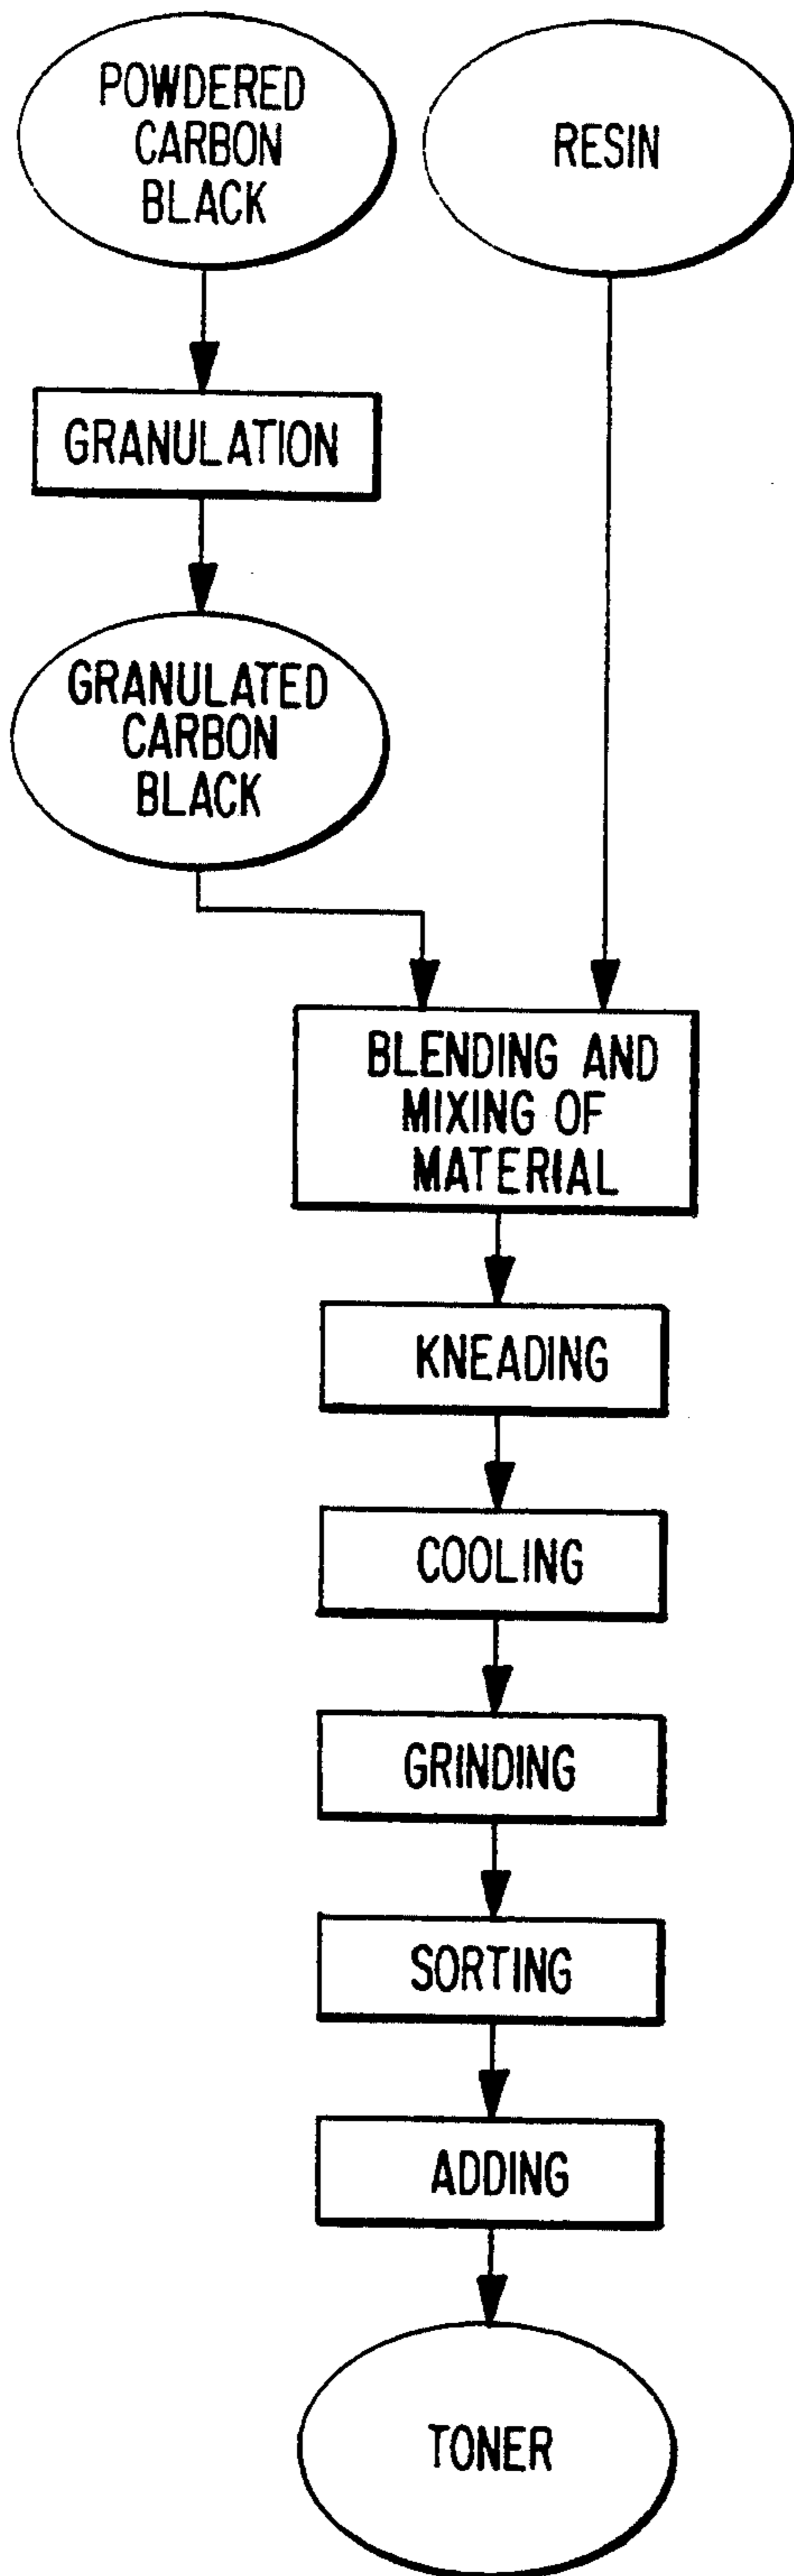 POWDERED
CARBON
BLACK
RESIN
GRANULATION
GRANULATED
CARBON
BLACK
BLENDING AND
MIXING OF
MATERIAL
KNEADING
COOLING
GRINDING
SORTING
ADDING
TONER